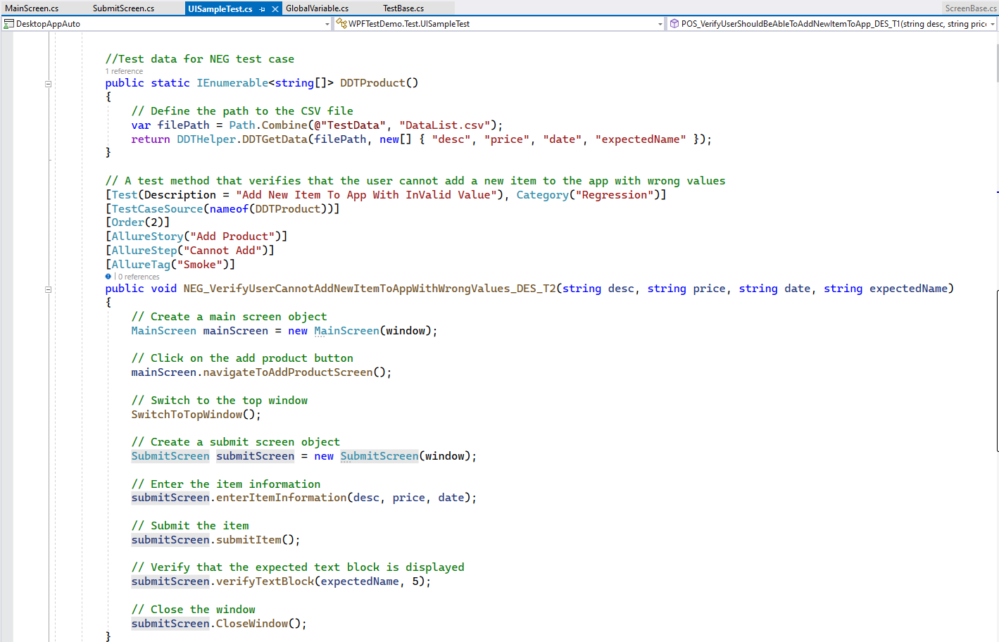 MainScreen.cs SubmitScreen.cs UISampleTest.cs GlobalVariable.cs TestBase.cs ScreenBase.cs
DesktopAppAuto WPFTestDemo.Test.UISampleTest POS_VerifyUserShouldBeAbleToAddNewItemToApp_DES_T1(string desc, string pric
//Test data for NEG test case
1 reference
public static IEnumerable<string[]> DDTProduct()
{
// Define the path to the CSV file
var filePath = Path.Combine(@"TestData", "DataList.csv");
return DDTHelper.DDTGetData(filePath, new[] { "desc", "price", "date", "expectedName" });
}
// A test method that verifies that the user cannot add a new item to the app with wrong values
[Test(Description = "Add New Item To App With InValid Value"), Category("Regression")]
[TestCaseSource(nameof(DDTProduct))]
[Order(2)]
[AllureStory("Add Product")]
[AllureStep("Cannot Add")]
[AllureTag("Smoke")]
| 0 references
public void NEG_VerifyUserCannotAddNewItemToAppWithWrongValues_DES_T2(string desc, string price, string date, string expectedName)
{
// Create a main screen object
MainScreen mainScreen = new MainScreen(window);
// Click on the add product button
mainScreen.navigateToAddProductScreen();
// Switch to the top window
SwitchToTopWindow();
// Create a submit screen object
SubmitScreen submitScreen = new SubmitScreen(window);
// Enter the item information
submitScreen.enterItemInformation(desc, price, date);
// Submit the item
submitScreen.submitItem();
// Verify that the expected text block is displayed
submitScreen.verifyTextBlock(expectedName, 5);
// Close the window
submitScreen.CloseWindow();
}